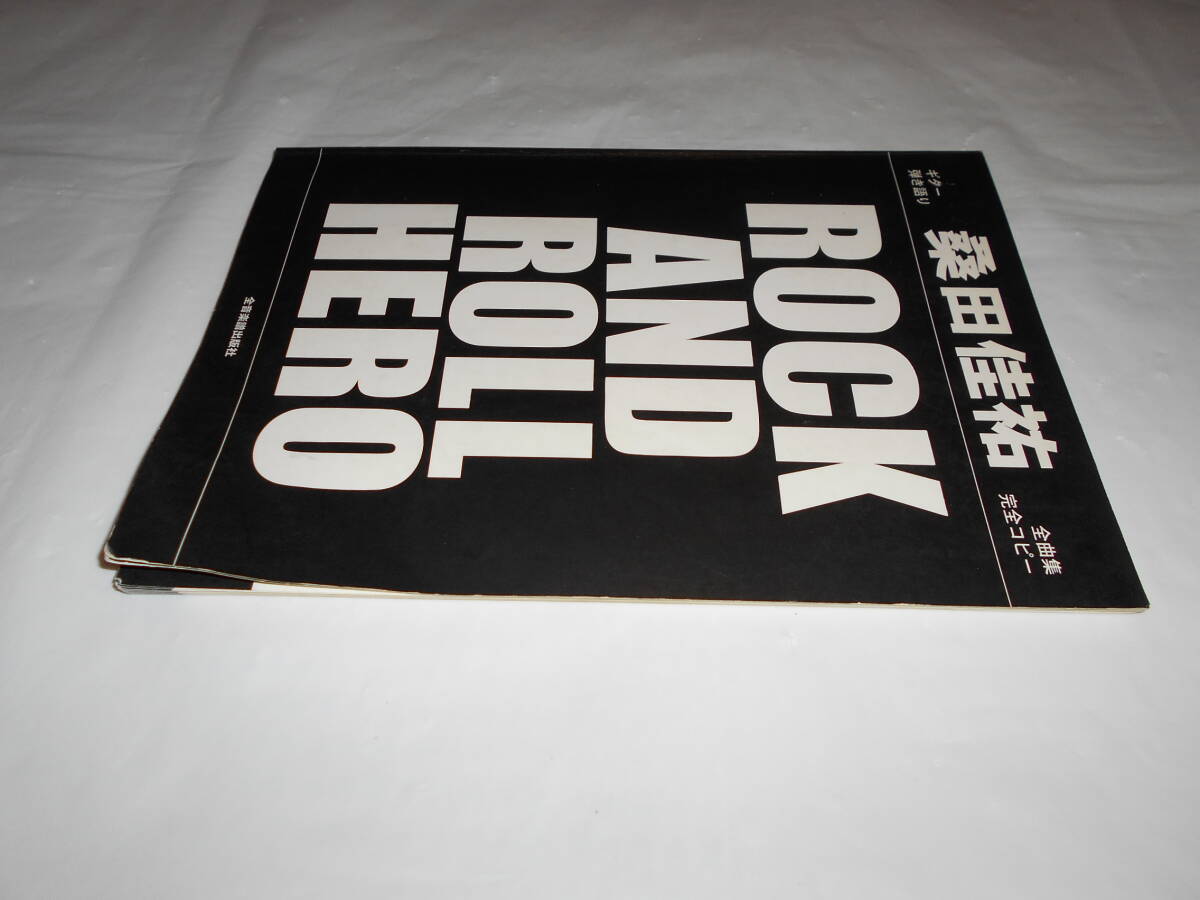 ギター
弾き語り
桑田佳祐
全曲集
完全コピー
ROCK
AND
ROLL
HERO
全音楽譜出版社